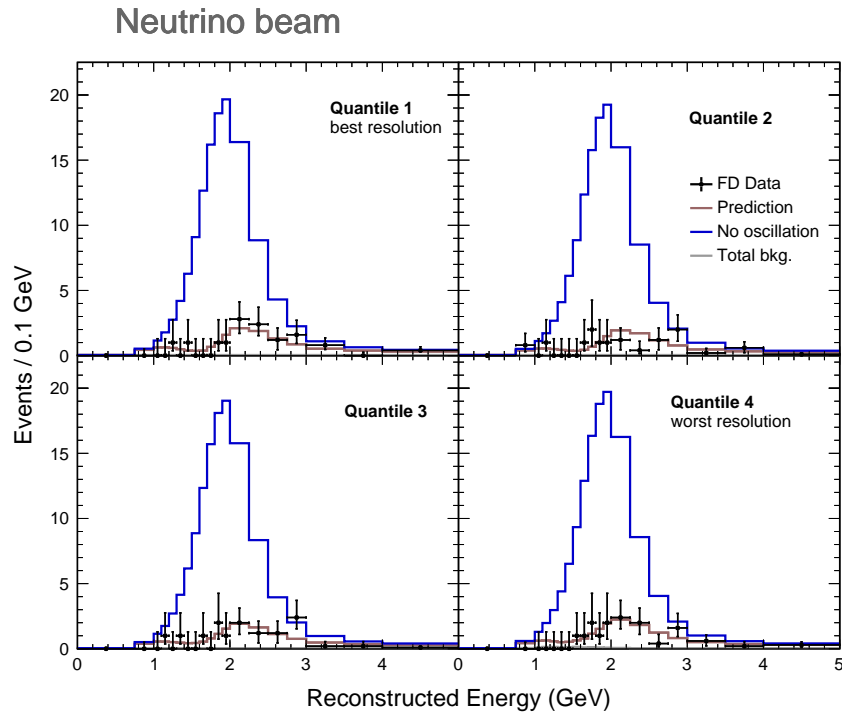 Neutrino beam
Events / 0.1 GeV
20
15
10
5
0
Quantile 1
best resolution
Quantile 2
FD Data
Prediction
No oscillation
Total bkg.
20
15
10
5
0
Quantile 3
Quantile 4
worst resolution
0 1 2 3 4 0 1 2 3 4 5
Reconstructed Energy (GeV)